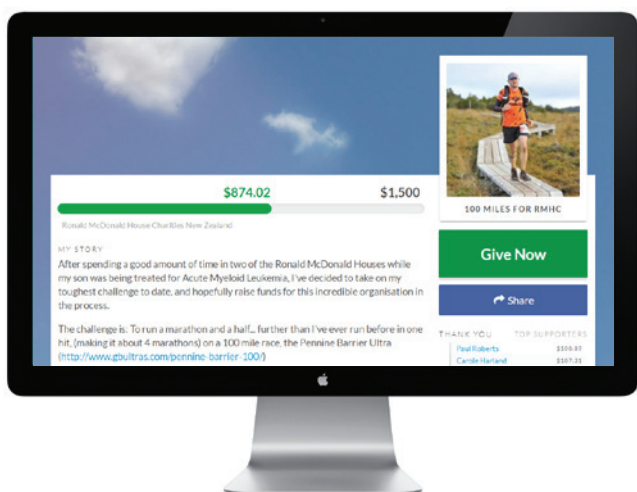 $874.02
$1,500
Ronald McDonald House Charities New Zealand
MY STORY
After spending a good amount of time in two of the Ronald McDonald Houses while
my son was being treated for Acute Myeloid Leukemia, I've decided to take on my
toughest challenge to date, and hopefully raise funds for this incredible organisation in
the process.
The challenge is: To run a marathon and a half... further than I've ever run before in one
hit, (making it about 4 marathons) on a 100 mile race, the Pennine Barrier Ultra
(http://www.gbultras.com/pennine-barrier-100/)
100 MILES FOR RMHC
Give Now
Share
THANK YOU TOP SUPPORTERS
Paul Roberts
Carole Harland $107.31